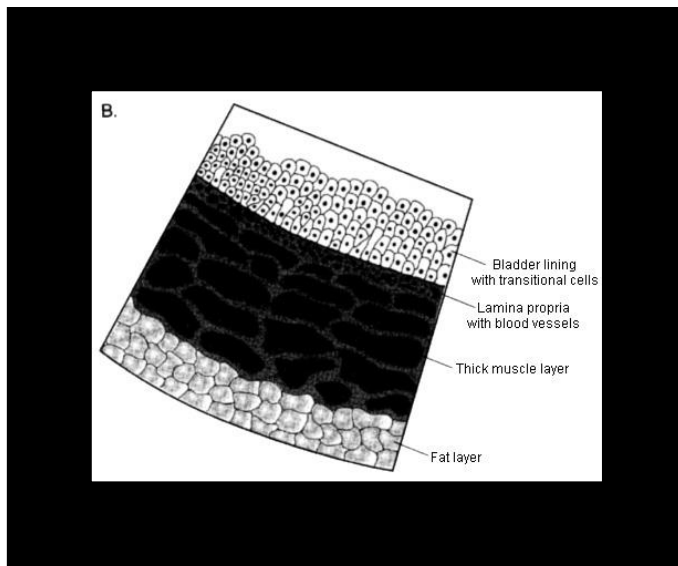 B.
Bladder lining
with transitional cells
Lamina propria
with blood vessels
Thick muscle layer
Fat layer